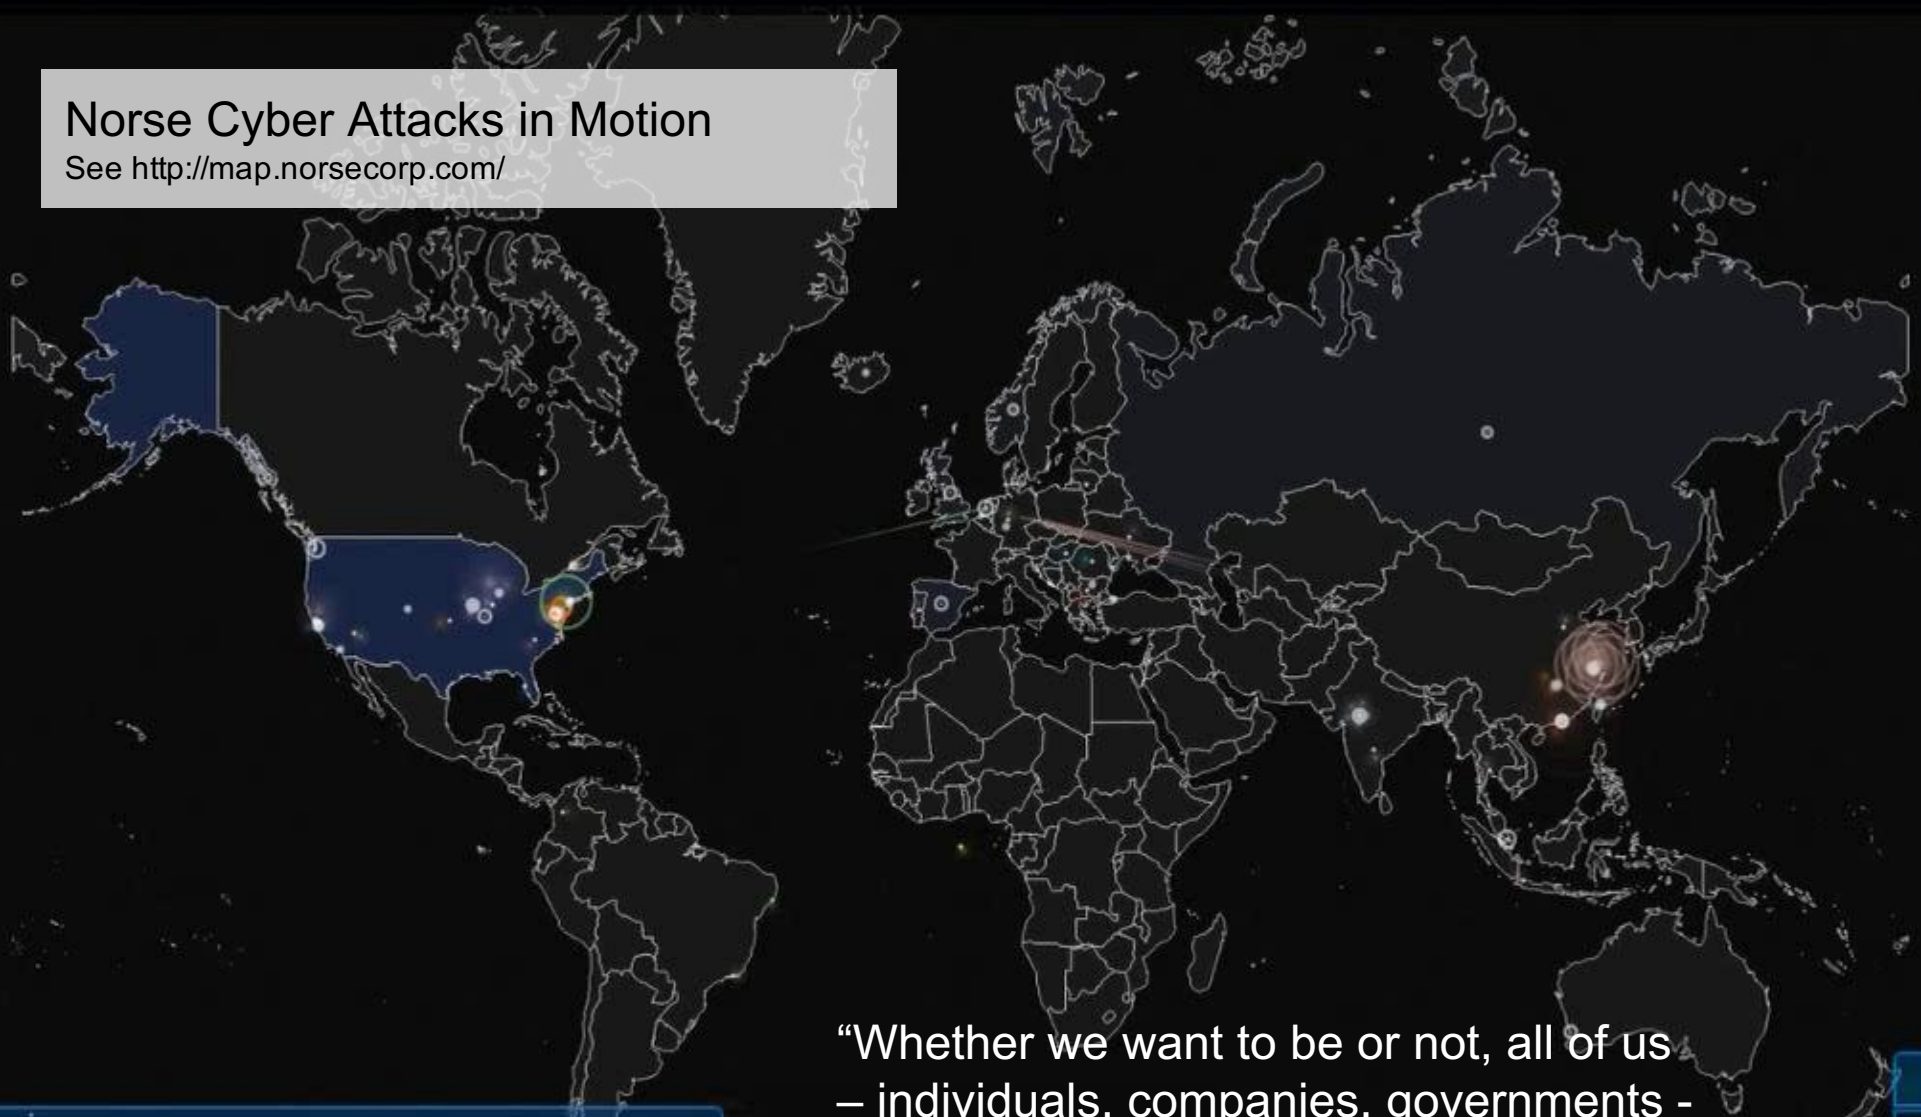 Norse Cyber Attacks in Motion
See http://map.norsecorp.com/
“Whether we want to be or not, all of us
– individuals, companies, governments -